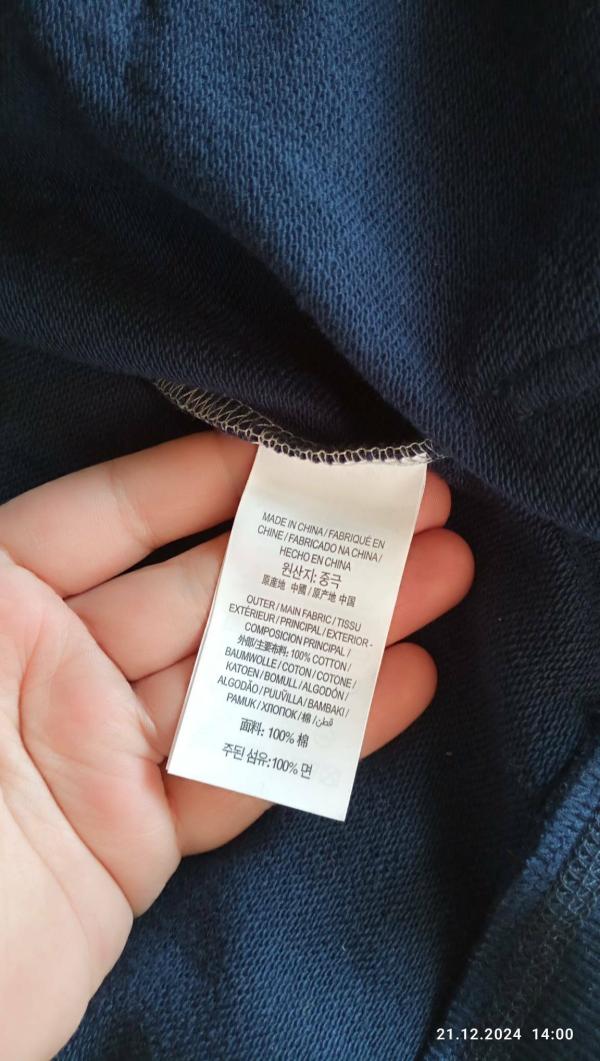 MADE IN CHINA / FABRIQUÉ EN
CHINE / FABRICADO NA CHINA /
HECHO EN CHINA
원산지: 중국
原産地 中國 / 原产地 中国
OUTER / MAIN FABRIC / TISSU
EXTÉRIEUR / PRINCIPAL / EXTERIOR -
COMPOSICION PRINCIPAL /
外部/主要布料: 100% COTTON /
BAUMWOLLE / COTON / COTONE /
KATOEN / BOMULL / ALGODÓN /
ALGODÃO / PUUVILLA / BAMBAKI /
PAMUK / ХЛОПОК / 棉 / قطن
面料: 100% 棉
주된 섬유:100% 면
21.12.2024 14:00